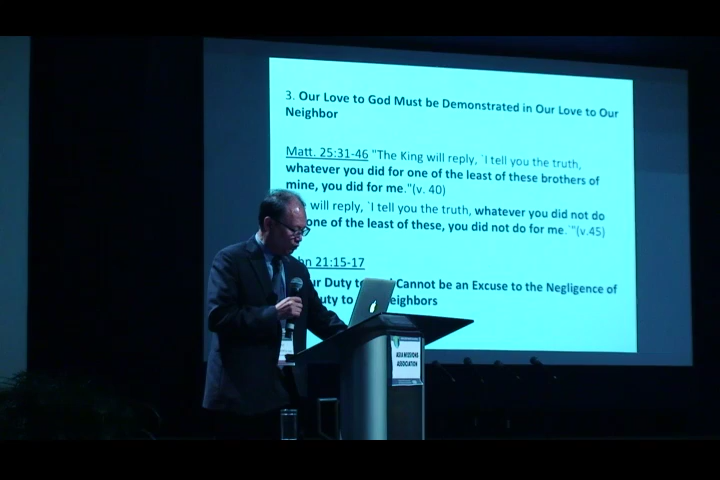 3. Our Love to God Must be Demonstrated in Our Love to Our
Neighbor
Matt. 25:31-46 "The King will reply, `I tell you the truth,
whatever you did for one of the least of these brothers of
mine, you did for me."(v. 40)
will reply, `I tell you the truth, whatever you did not do
one of the least of these, you did not do for me.`"(v.45)
21:15-17
Duty Cannot be an Excuse to the Negligence of
to
ASIA MISSIONS
ASSOCIATION